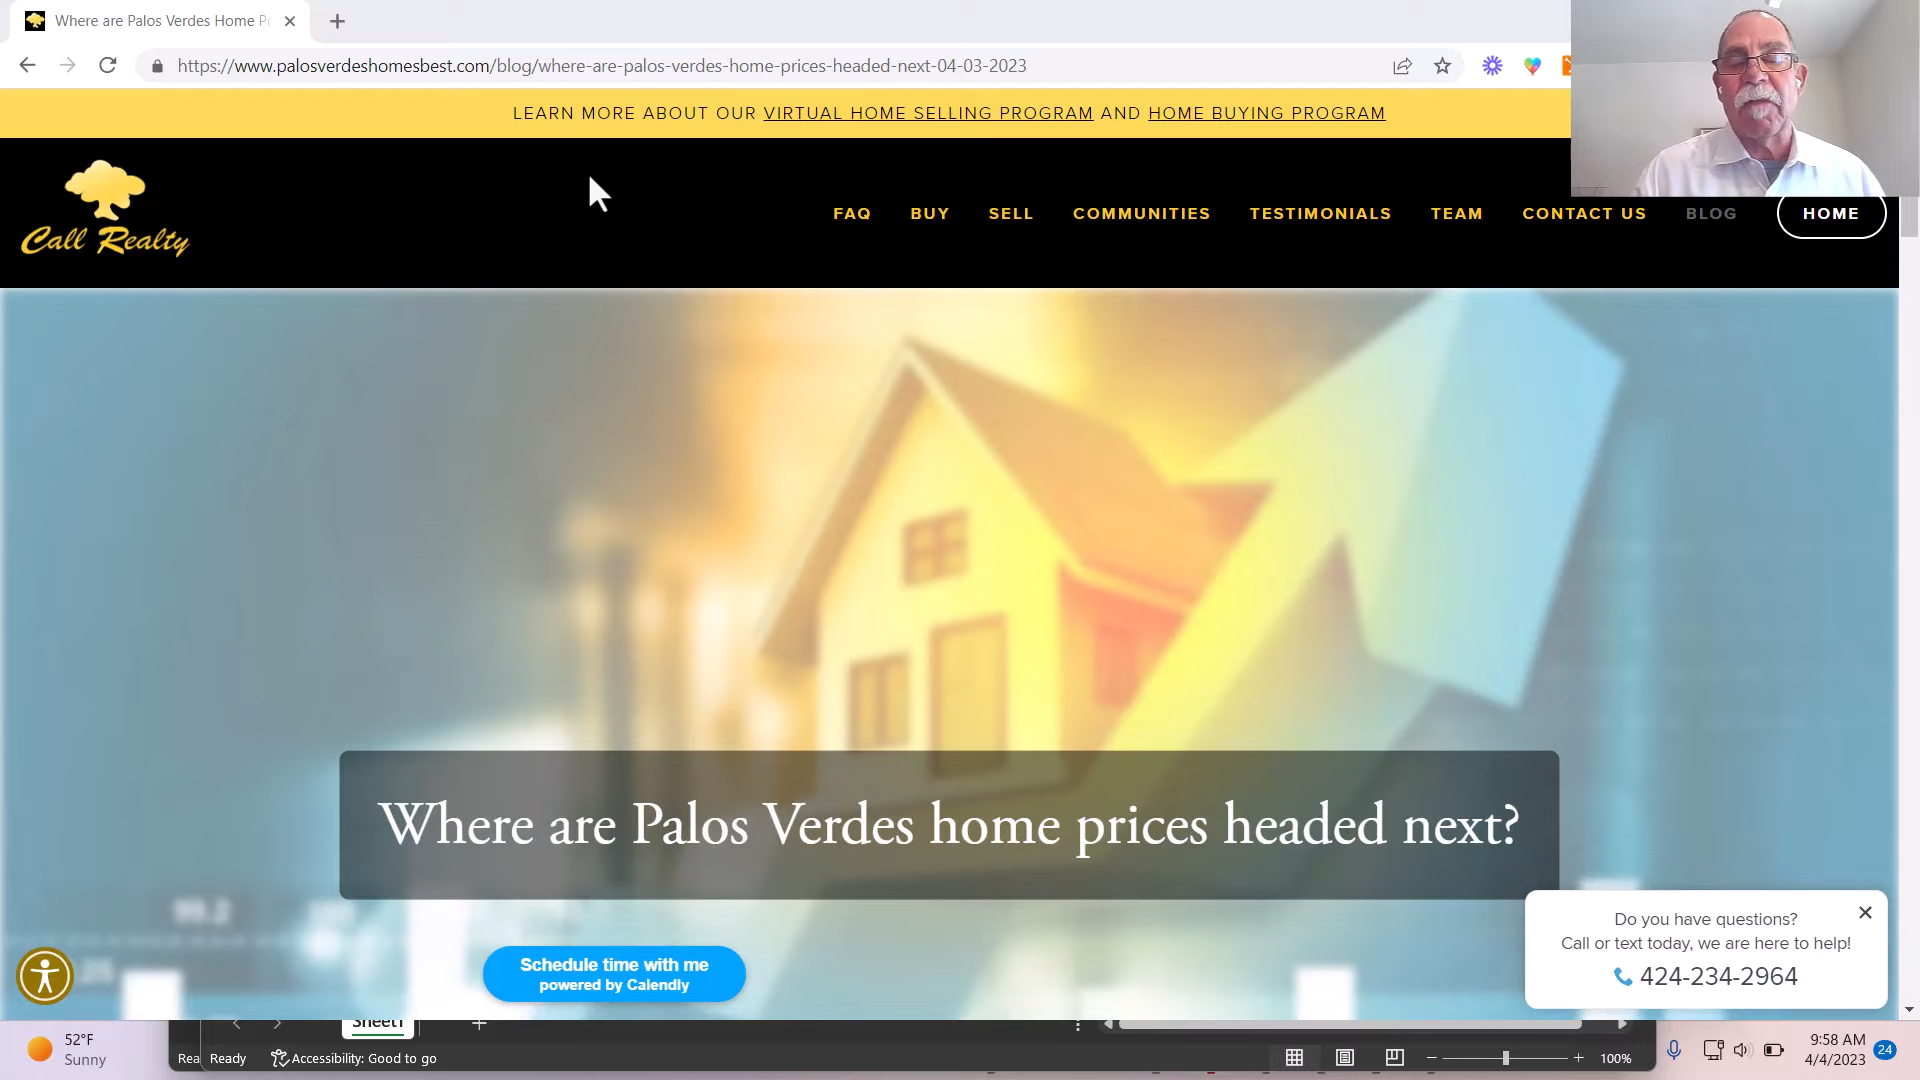 Where are Palos Verdes Home Pr
https://www.palosverdeshomesbest.com/blog/where-are-palos-verdes-home-prices-headed-next-04-03-2023
LEARN MORE ABOUT OUR VIRTUAL HOME SELLING PROGRAM AND HOME BUYING PROGRAM
Call Realty
FAQ BUY SELL COMMUNITIES TESTIMONIALS TEAM CONTACT US BLOG HOME
Where are Palos Verdes home prices headed next?
99.2
Schedule time with me
powered by Calendly
Do you have questions?
Call or text today, we are here to help!
424-234-2964
Sheet1
52°F
Sunny
Rea Ready Accessibility: Good to go
100%
9:58 AM
4/4/2023
24